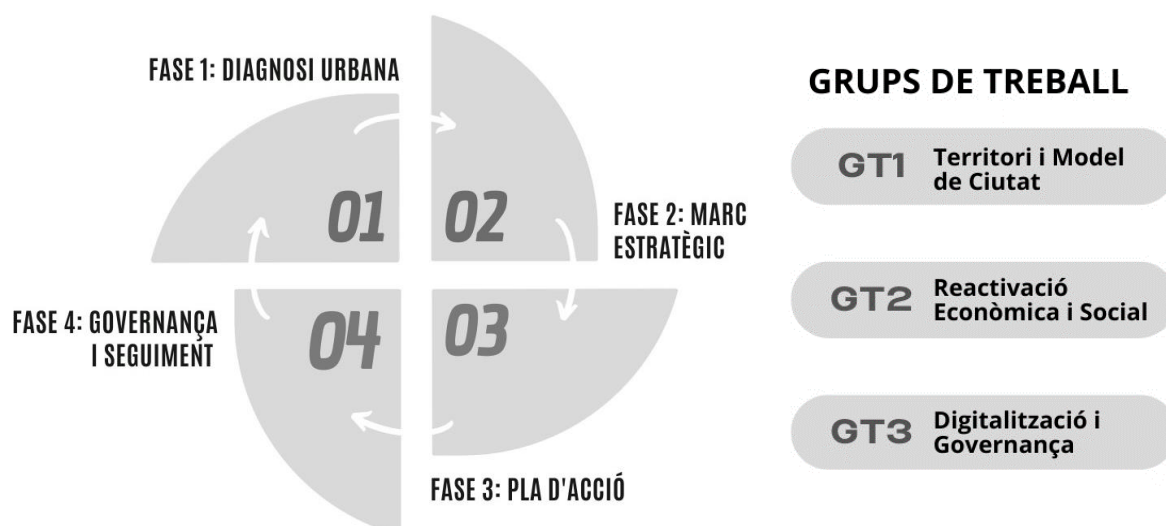 FASE 1: DIAGNOSI URBANA
01
02
FASE 2: MARC
ESTRATÈGIC
FASE 4: GOVERNANÇA
I SEGUIMENT
04
03
FASE 3: PLA D'ACCIÓ
GRUPS DE TREBALL
GT1
Territori i Model
de Ciutat
GT2
Reactivació
Econòmica i Social
GT3
Digitalització i
Governança